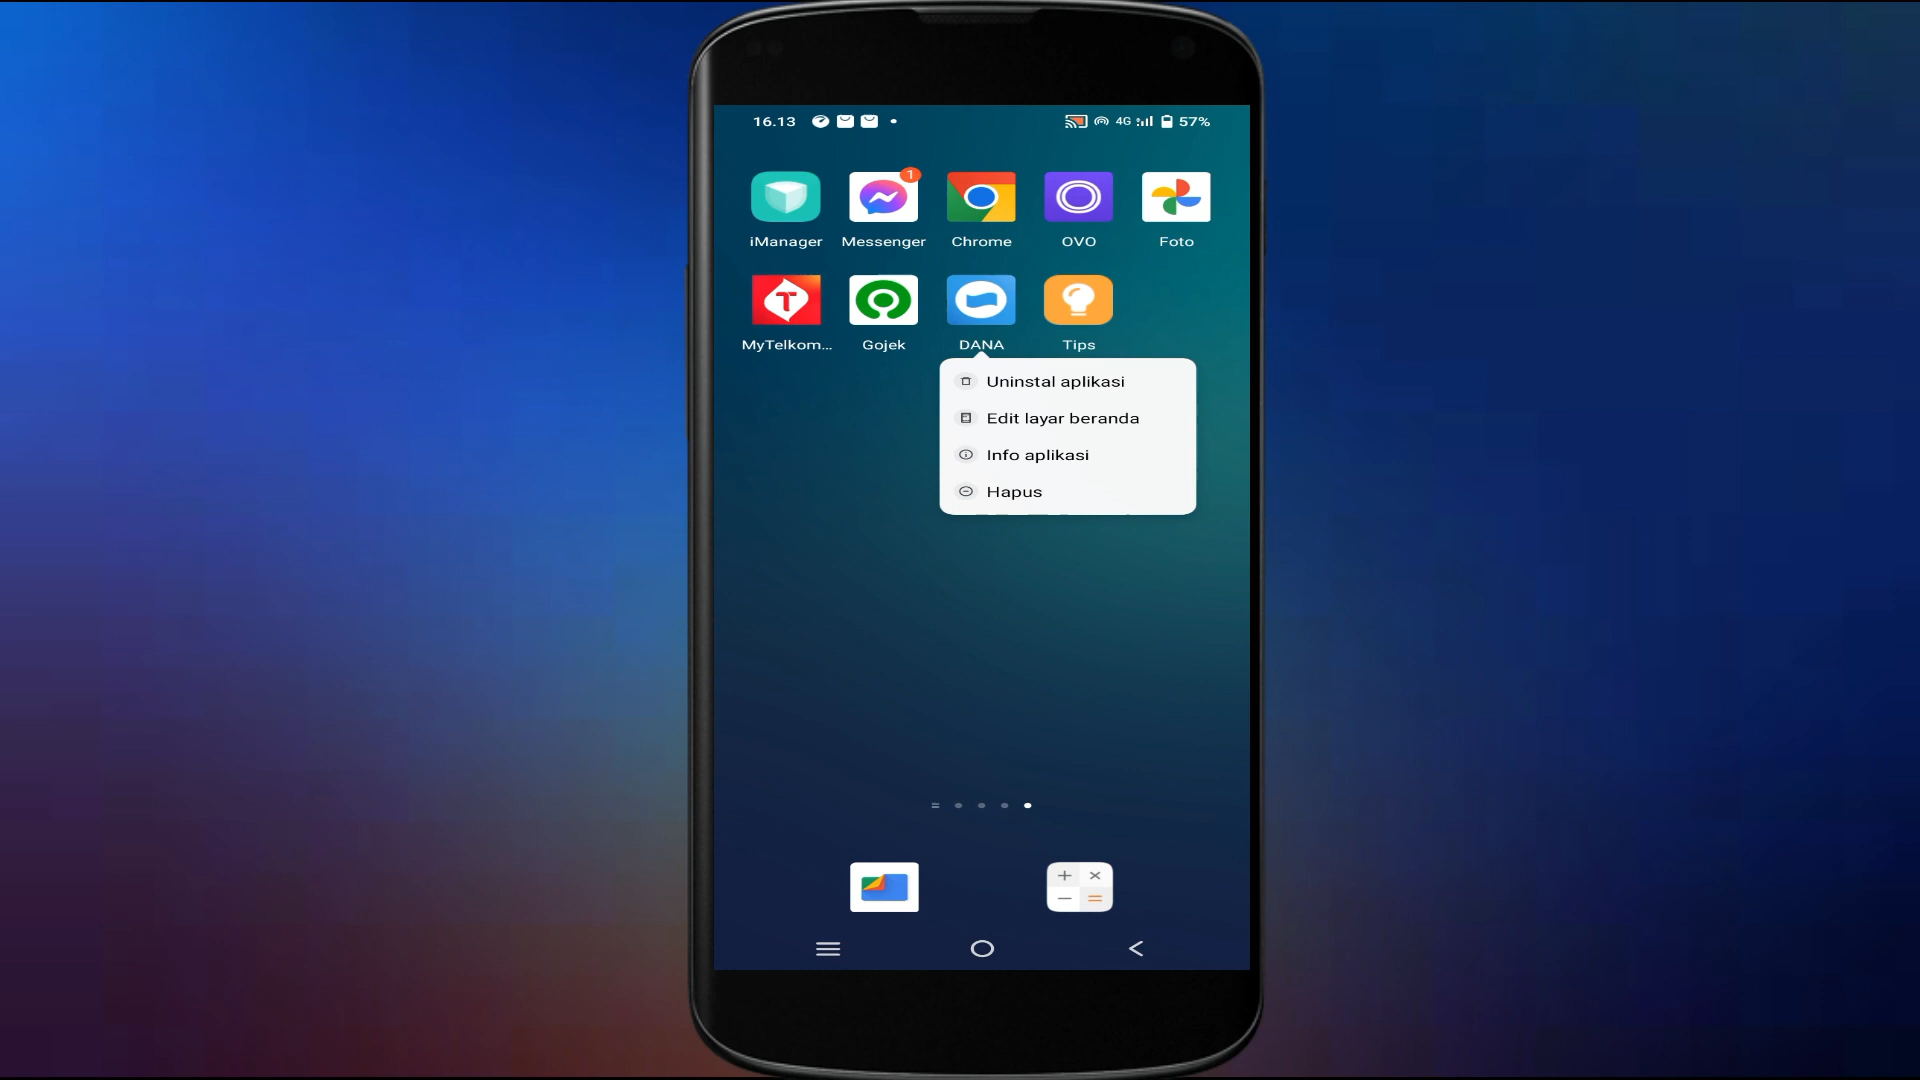 16.13 4G 57%
1
iManager Messenger Chrome OVO Foto
MyTelkom... Gojek DANA Tips
Uninstal aplikasi
Edit layar beranda
Info aplikasi
Hapus